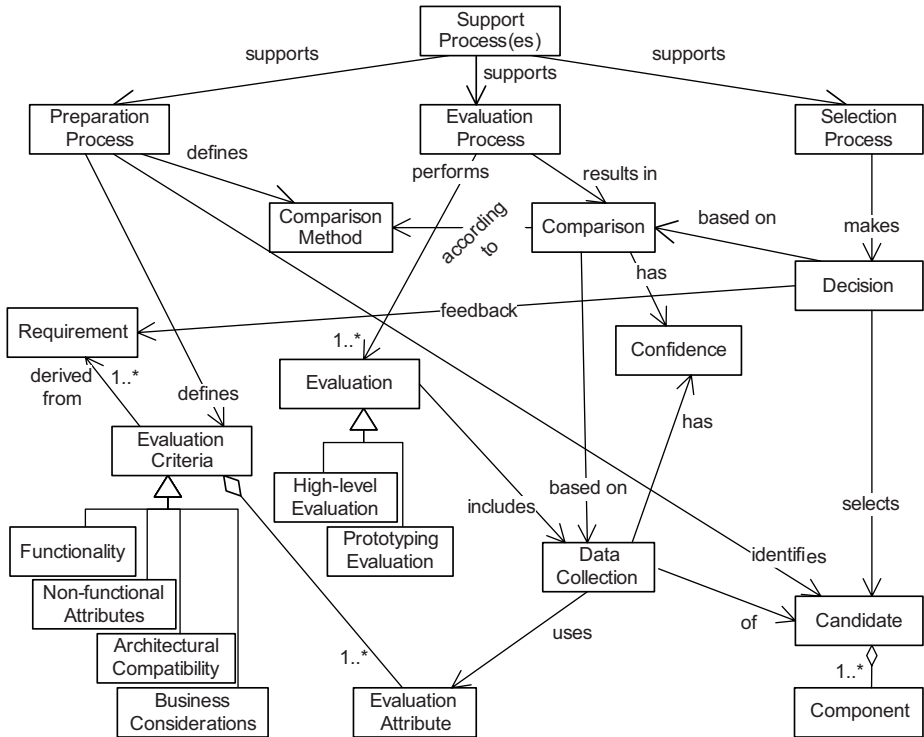 Support
Process(es)
supports
supports
supports
Preparation
Process
Evaluation
Process
Selection
Process
defines
performs
results in
Comparison
Method
according
to
Comparison
based on
makes
has
Decision
feedback
Requirement
1..*
Confidence
derived
from
1..*
Evaluation
defines
has
Evaluation
Criteria
High-level
Evaluation
based on
includes
selects
Functionality
Prototyping
Evaluation
Data
Collection
identifies
Non-functional
Attributes
Candidate
of
uses
Architectural
Compatibility
1..*
1..*
Business
Considerations
Evaluation
Attribute
Component